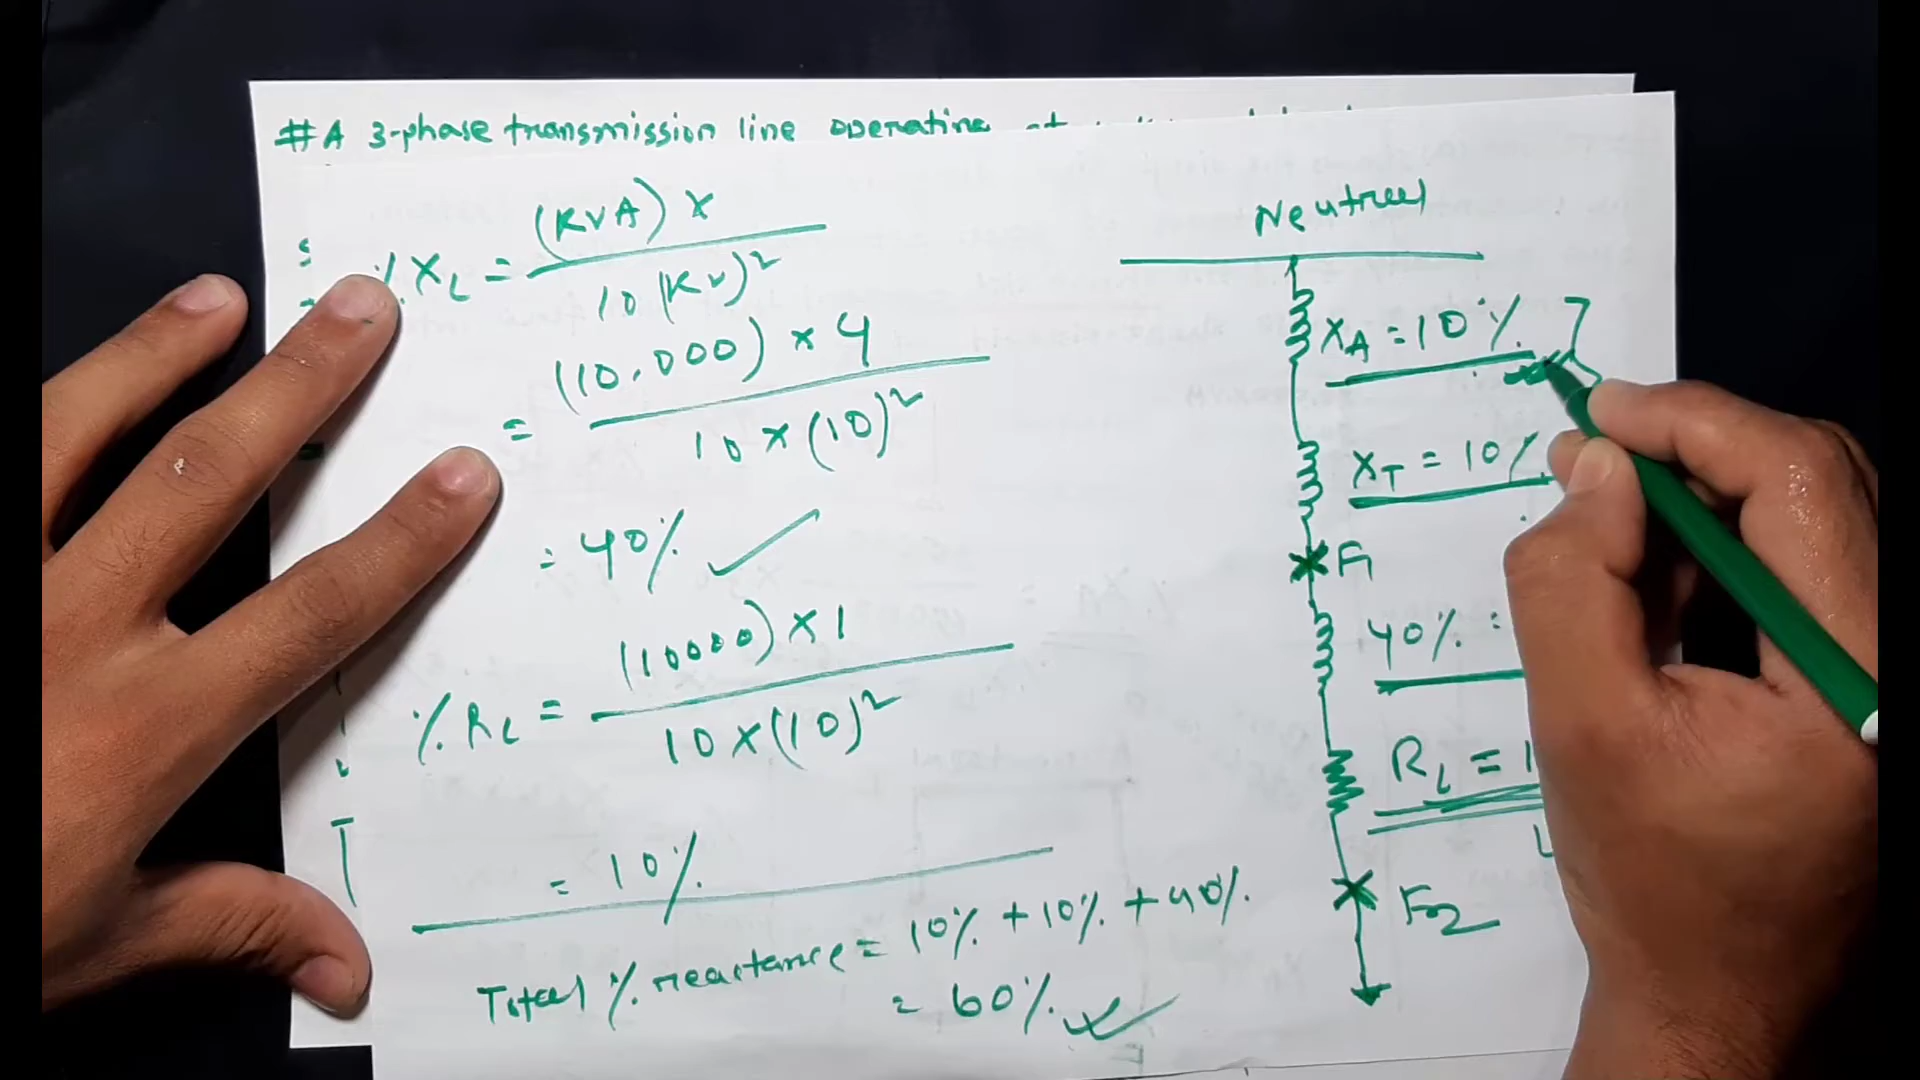 #A 3-phase transmission line operating at
% XL = (KVA) X
10 (KV)²
= (10,000) × 4
10 × (10)²
= 40%
% RL = (10000) × 1
10 × (10)²
= 10%
Total % reactance = 10% + 10% + 40%
= 60%
Neutral
XA = 10%
XT = 10%
F1
40% =
RL = 1
F2